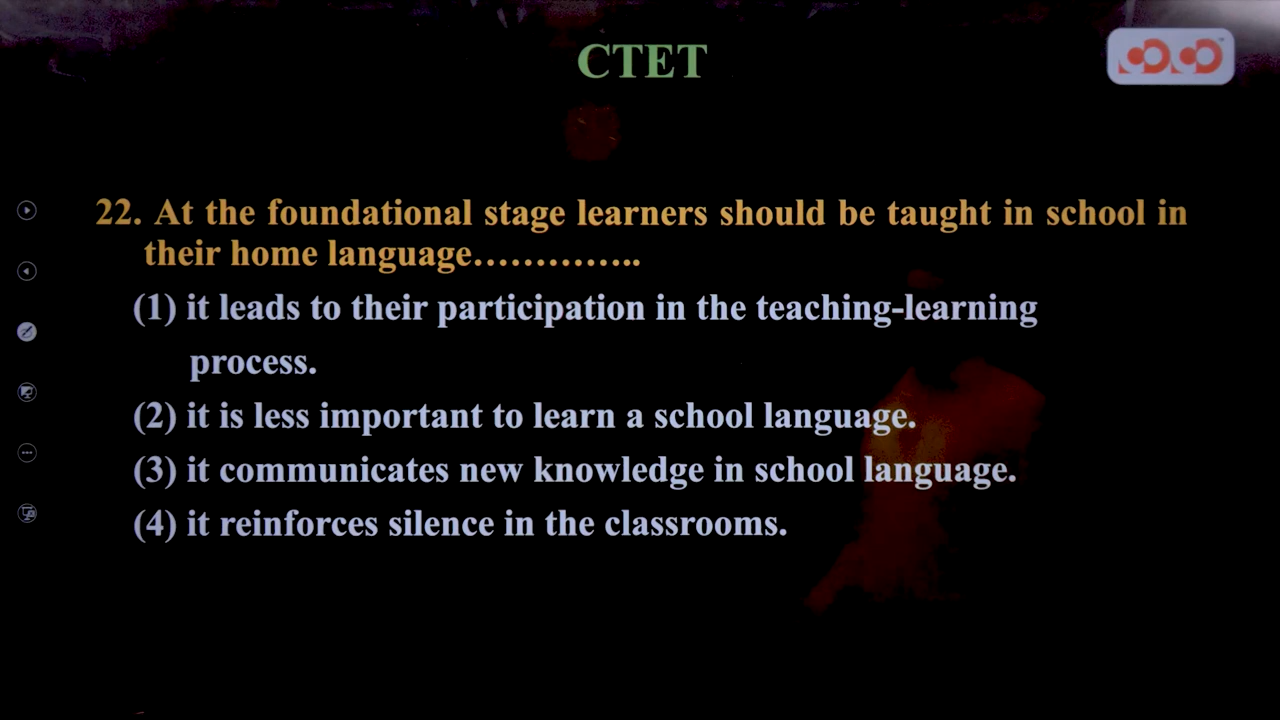 CTET
22. At the foundational stage learners should be taught in school in
their home language…………..
(1) it leads to their participation in the teaching-learning
process.
(2) it is less important to learn a school language.
(3) it communicates new knowledge in school language.
(4) it reinforces silence in the classrooms.